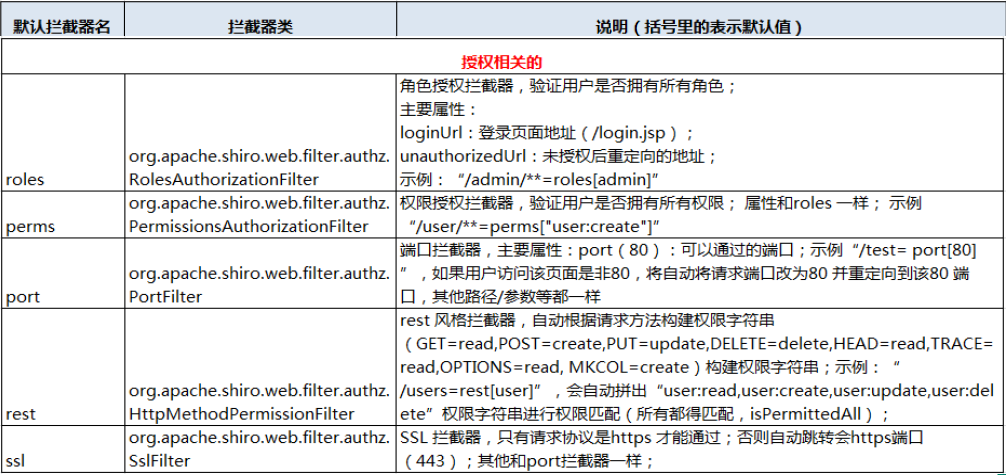 默认拦截器名 拦截器类 说明（括号里的表示默认值）
授权相关的
roles
org.apache.shiro.web.filter.authz.
RolesAuthorizationFilter
角色授权拦截器，验证用户是否拥有所有角色；
主要属性：
loginUrl：登录页面地址（/login.jsp）；
unauthorizedUrl：未授权后重定向的地址；
示例：“/admin/**=roles[admin]”
perms
org.apache.shiro.web.filter.authz.
PermissionsAuthorizationFilter
权限授权拦截器，验证用户是否拥有所有权限； 属性和roles 一样； 示例
“/user/**=perms["user:create"]”
port
org.apache.shiro.web.filter.authz.
PortFilter
端口拦截器，主要属性：port（80）：可以通过的端口；示例“/test= port[80]
”，如果用户访问该页面是非80，将自动将请求端口改为80 并重定向到该80 端
口，其他路径/参数等都一样
rest
org.apache.shiro.web.filter.authz.
HttpMethodPermissionFilter
rest 风格拦截器，自动根据请求方法构建权限字符串
（GET=read,POST=create,PUT=update,DELETE=delete,HEAD=read,TRACE=
read,OPTIONS=read, MKCOL=create）构建权限字符串；示例：“
/users=rest[user]”，会自动拼出“user:read,user:create,user:update,user:del
ete”权限字符串进行权限匹配（所有都得匹配，isPermittedAll）；
ssl
org.apache.shiro.web.filter.authz.
SslFilter
SSL 拦截器，只有请求协议是https 才能通过；否则自动跳转会https端口
（443）；其他和port拦截器一样；